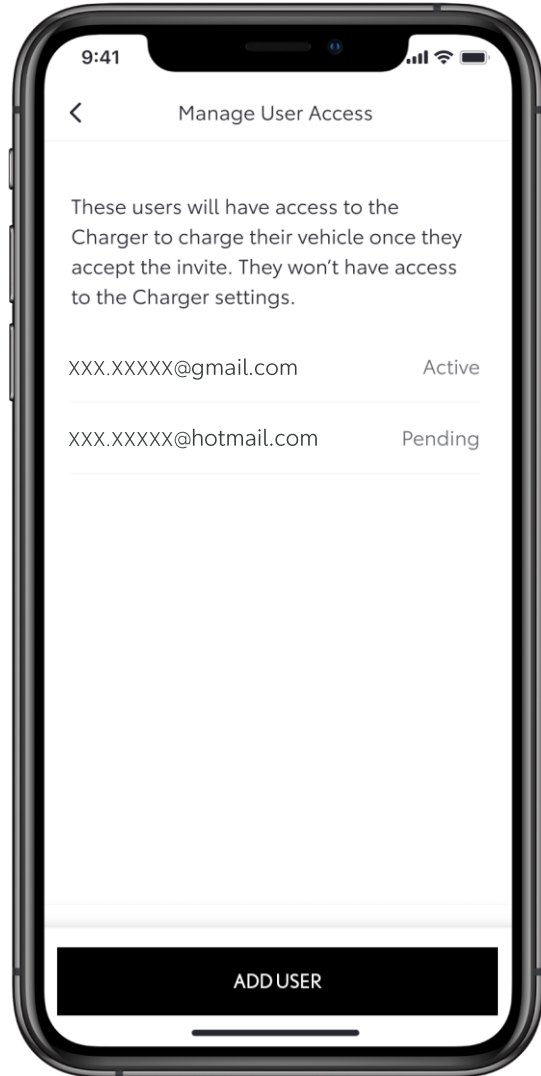 9:41
Manage User Access
These users will have access to the
Charger to charge their vehicle once they
accept the invite. They won’t have access
to the Charger settings.
XXX.XXXXX@gmail.com Active
XXX.XXXXX@hotmail.com Pending
ADD USER